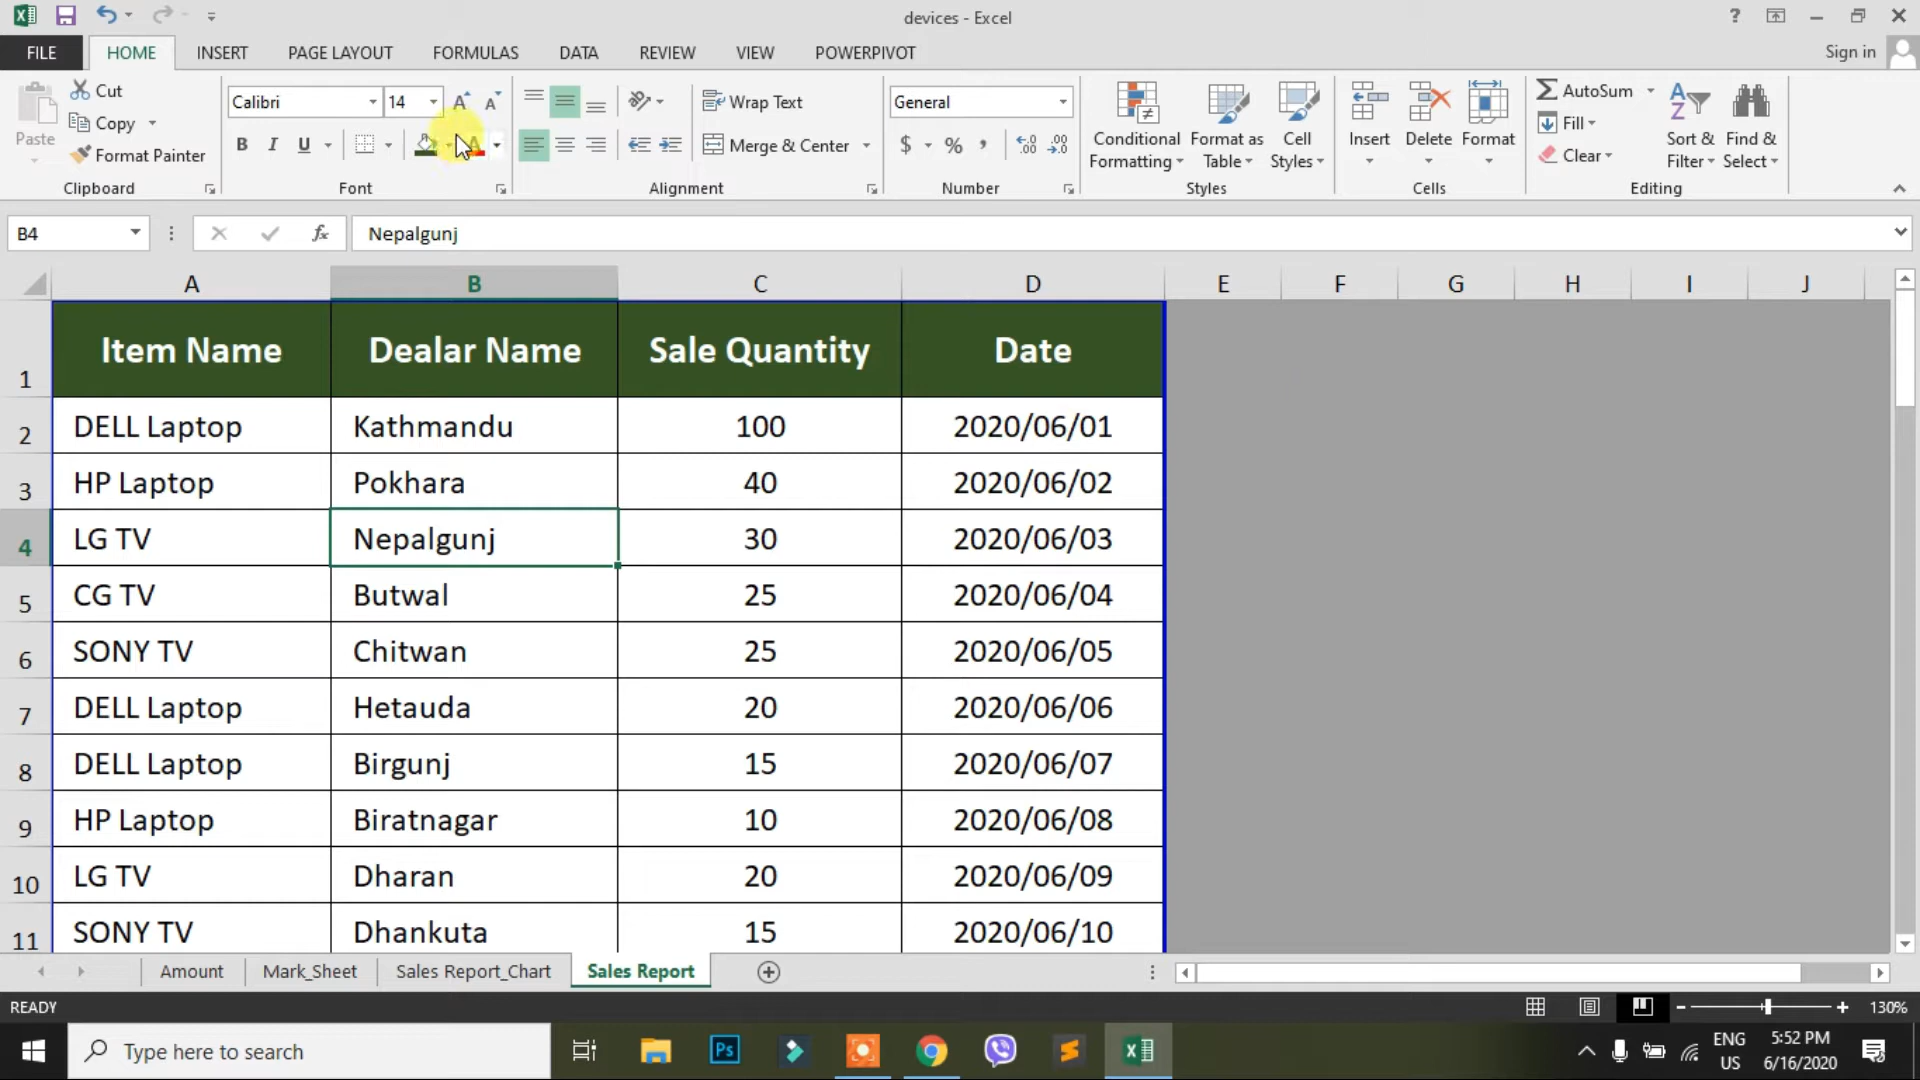 devices - Excel
FILE HOME INSERT PAGE LAYOUT FORMULAS DATA REVIEW VIEW POWERPIVOT Sign in
Paste
Cut
Copy
Format Painter
Clipboard
Calibri 14
B I U
Font
Wrap Text
Merge & Center
Alignment
General
$ % ,
Number
Conditional Formatting
Format as Table
Cell Styles
Styles
Insert Delete Format
Cells
AutoSum
Fill
Clear
Sort & Filter
Find & Select
Editing
B4 fx Nepalgunj
A B C D E F G H I J
1 Item Name Dealar Name Sale Quantity Date
2 DELL Laptop Kathmandu 100 2020/06/01
3 HP Laptop Pokhara 40 2020/06/02
4 LG TV Nepalgunj 30 2020/06/03
5 CG TV Butwal 25 2020/06/04
6 SONY TV Chitwan 25 2020/06/05
7 DELL Laptop Hetauda 20 2020/06/06
8 DELL Laptop Birgunj 15 2020/06/07
9 HP Laptop Biratnagar 10 2020/06/08
10 LG TV Dharan 20 2020/06/09
11 SONY TV Dhankuta 15 2020/06/10
Amount Mark_Sheet Sales Report_Chart Sales Report
READY 130%
Type here to search
Ps
ENG
US
5:52 PM
6/16/2020